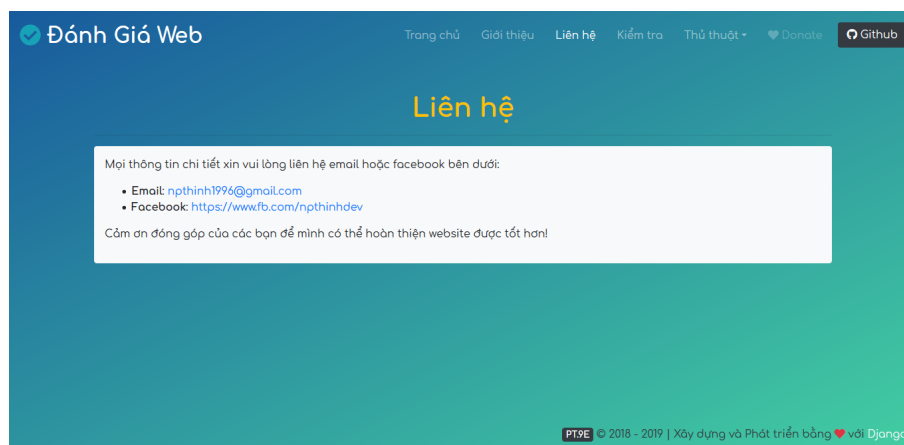 Đánh Giá Web
Trang chủ Giới thiệu Liên hệ Kiểm tra Thủ thuật Donate Github
Liên hệ
Mọi thông tin chi tiết xin vui lòng liên hệ email hoặc facebook bên dưới:
• Email: npthinh1996@gmail.com
• Facebook: https://www.fb.com/npthinhdev
Cảm ơn đóng góp của các bạn để mình có thể hoàn thiện website được tốt hơn!
PT.9E © 2018 - 2019 | Xây dựng và Phát triển bằng ❤ với Django